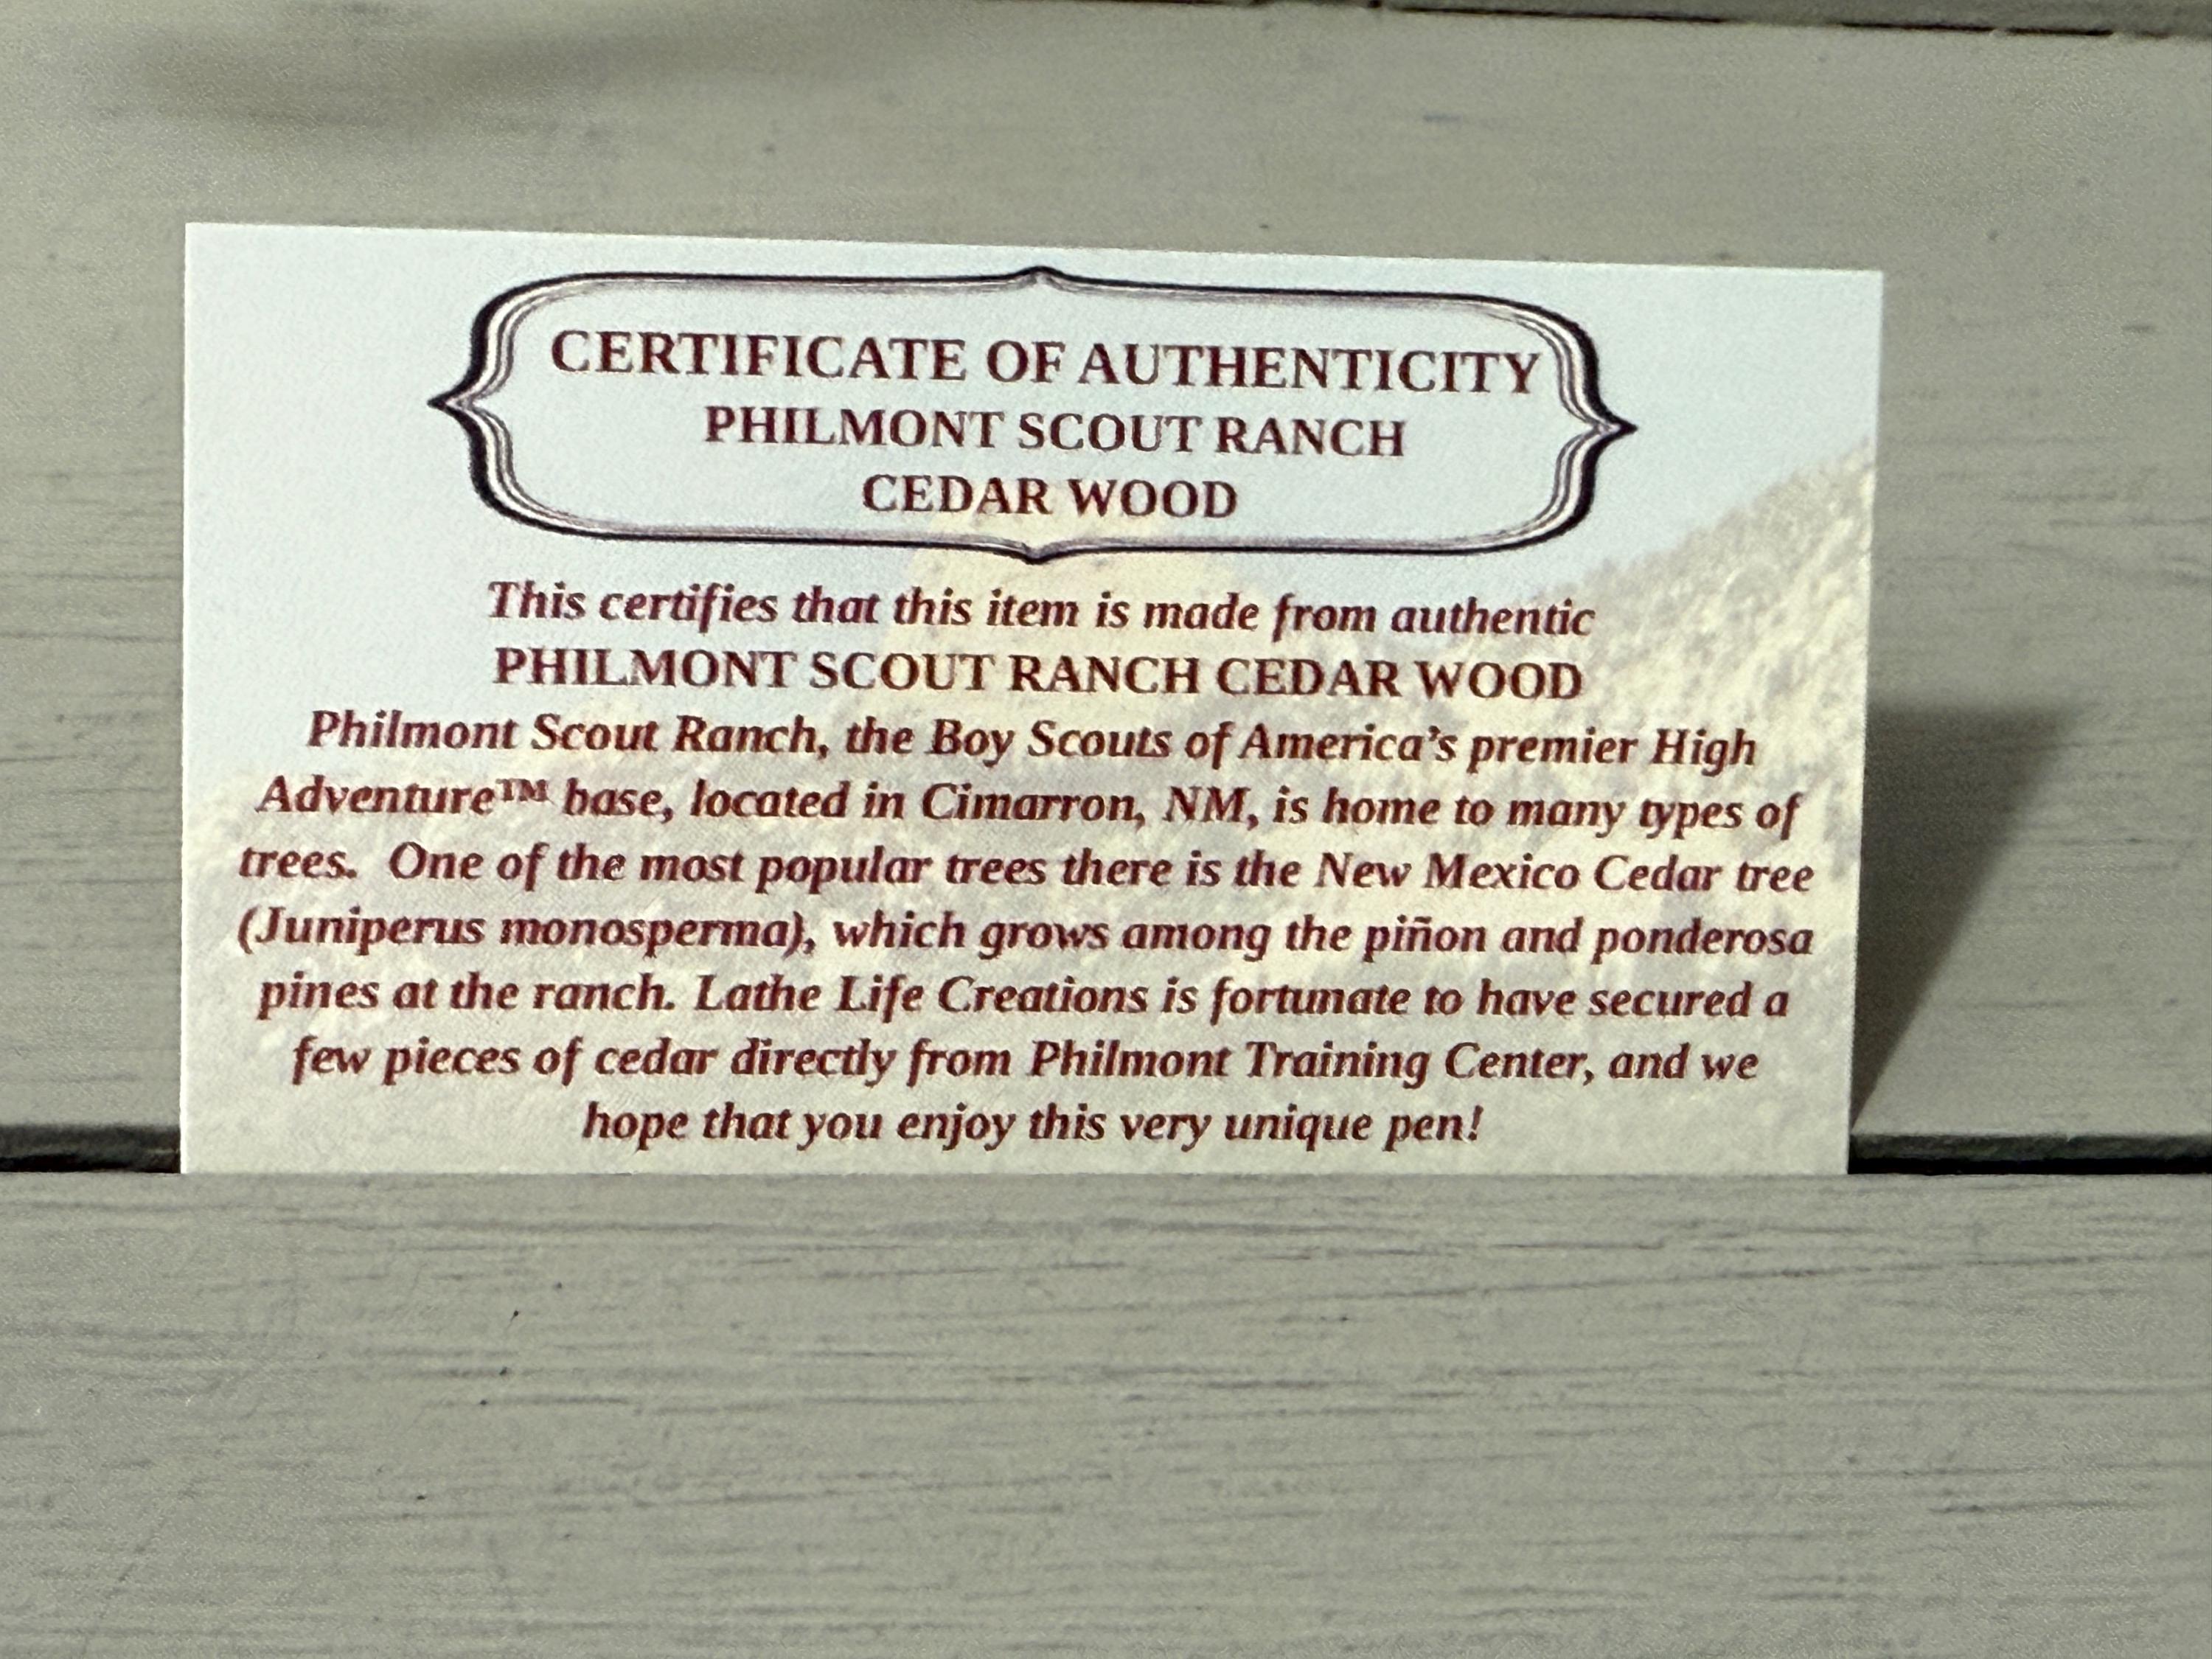 CERTIFICATE OF AUTHENTICITY
PHILMONT SCOUT RANCH
CEDAR WOOD
This certifies that this item is made from authentic
PHILMONT SCOUT RANCH CEDAR WOOD
Philmont Scout Ranch, the Boy Scouts of America’s premier High
Adventure™ base, located in Cimarron, NM, is home to many types of
trees.  One of the most popular trees there is the New Mexico Cedar tree
(Juniperus monosperma), which grows among the piñon and ponderosa
pines at the ranch. Lathe Life Creations is fortunate to have secured a
few pieces of cedar directly from Philmont Training Center, and we
hope that you enjoy this very unique pen!